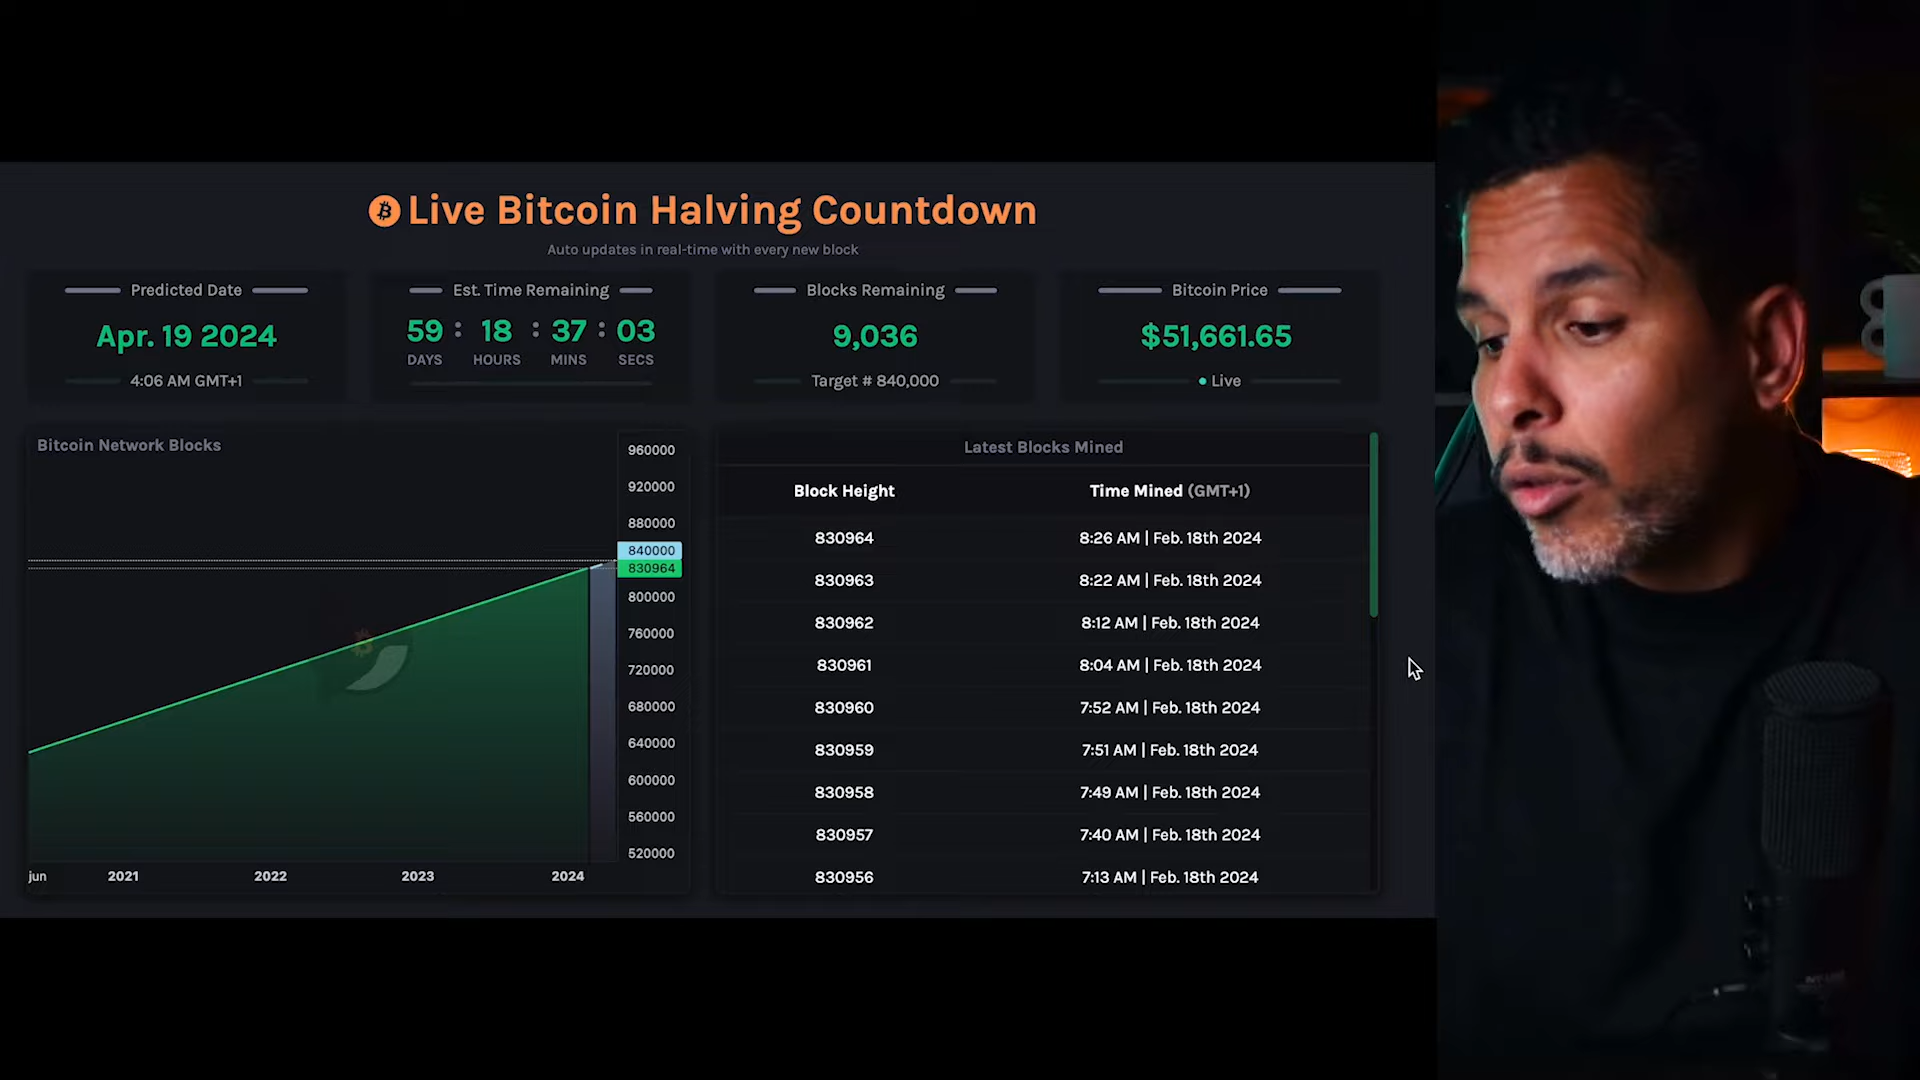 Live Bitcoin Halving Countdown
Auto updates in real-time with every new block
Predicted Date
Apr. 19 2024
4:06 AM GMT+1
Est. Time Remaining
59 : 18 : 37 : 03
DAYS HOURS MINS SECS
Blocks Remaining
9,036
Target # 840,000
Bitcoin Price
$51,661.65
Live
Bitcoin Network Blocks
960000
920000
880000
840000
830964
800000
760000
720000
680000
640000
600000
560000
520000
jun 2021 2022 2023 2024
Latest Blocks Mined
Block Height Time Mined (GMT+1)
830964 8:26 AM | Feb. 18th 2024
830963 8:22 AM | Feb. 18th 2024
830962 8:12 AM | Feb. 18th 2024
830961 8:04 AM | Feb. 18th 2024
830960 7:52 AM | Feb. 18th 2024
830959 7:51 AM | Feb. 18th 2024
830958 7:49 AM | Feb. 18th 2024
830957 7:40 AM | Feb. 18th 2024
830956 7:13 AM | Feb. 18th 2024